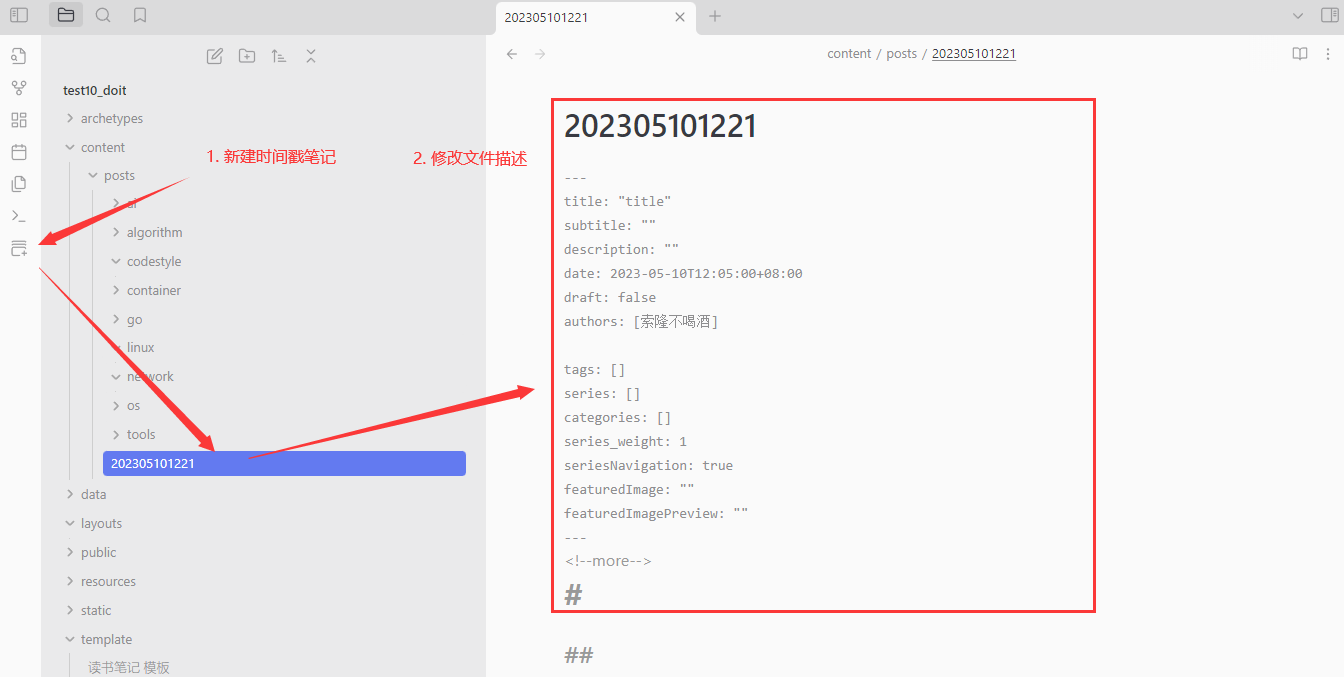 202305101221
content / posts / 202305101221
test10_doit
archetypes
content
posts
ai
algorithm
codestyle
container
go
linux
network
os
tools
202305101221
data
layouts
public
resources
static
template
读书笔记 模板
1. 新建时间戳笔记
2. 修改文件描述
202305101221
---
title: "title"
subtitle: ""
description: ""
date: 2023-05-10T12:05:00+08:00
draft: false
authors: [索隆不喝酒]
tags: []
series: []
categories: []
series_weight: 1
seriesNavigation: true
featuredImage: ""
featuredImagePreview: ""
---
<!--more-->
#
##